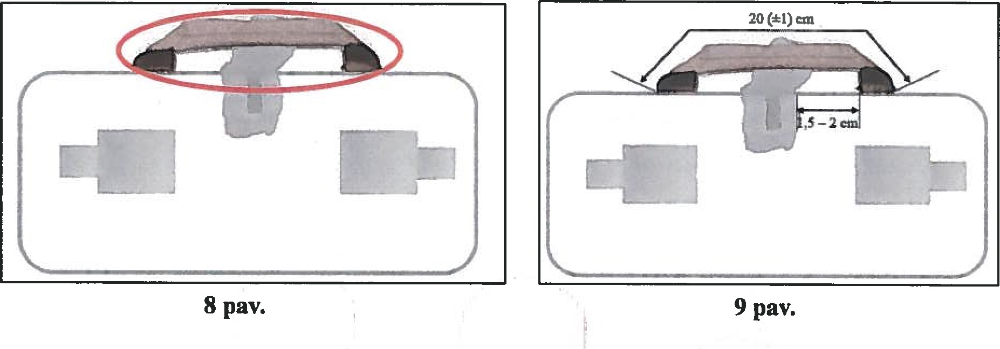 20 (±1) cm
1,5 – 2 cm
8 pav.
9 pav.